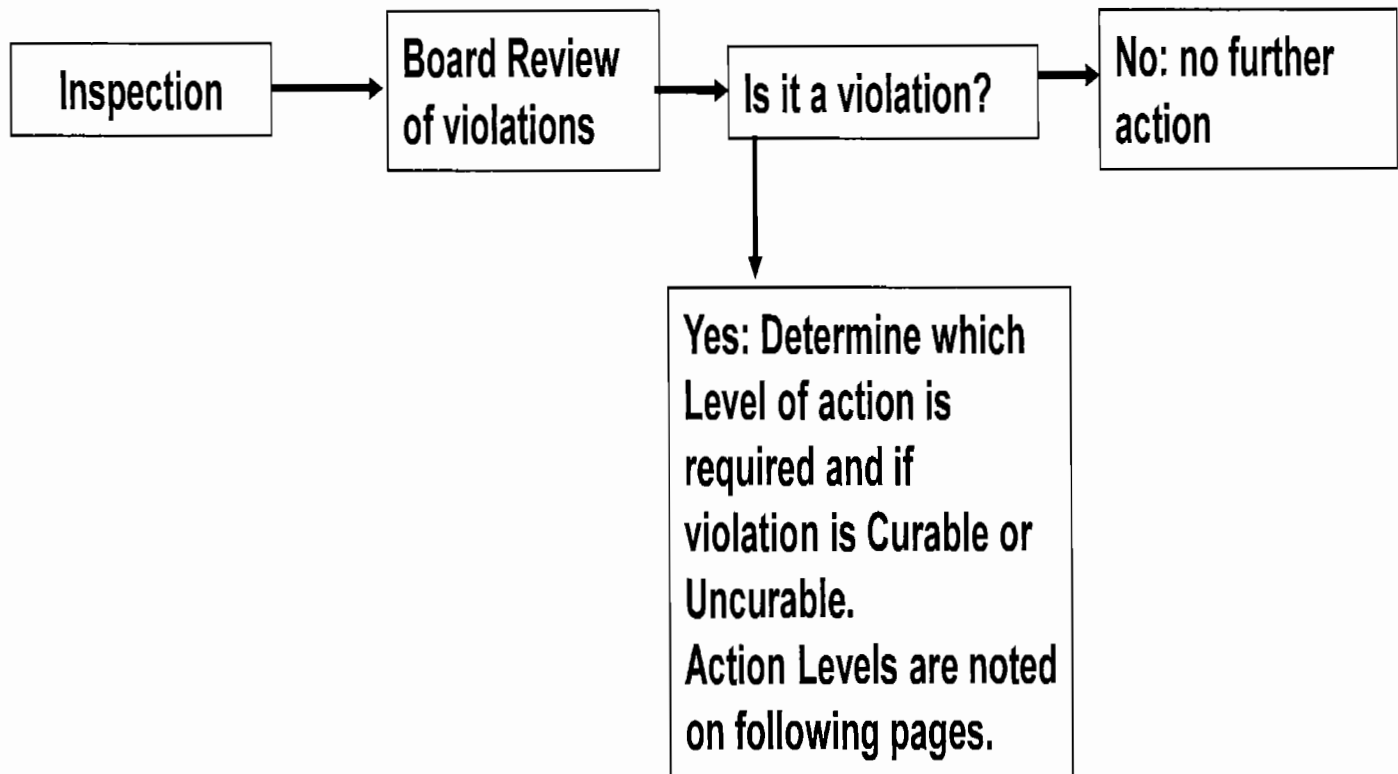 Inspection
Board Review
of violations
Is it a violation?
No: no further
action
Yes: Determine which
Level of action is
required and if
violation is Curable or
Uncurable.
Action Levels are noted
on following pages.